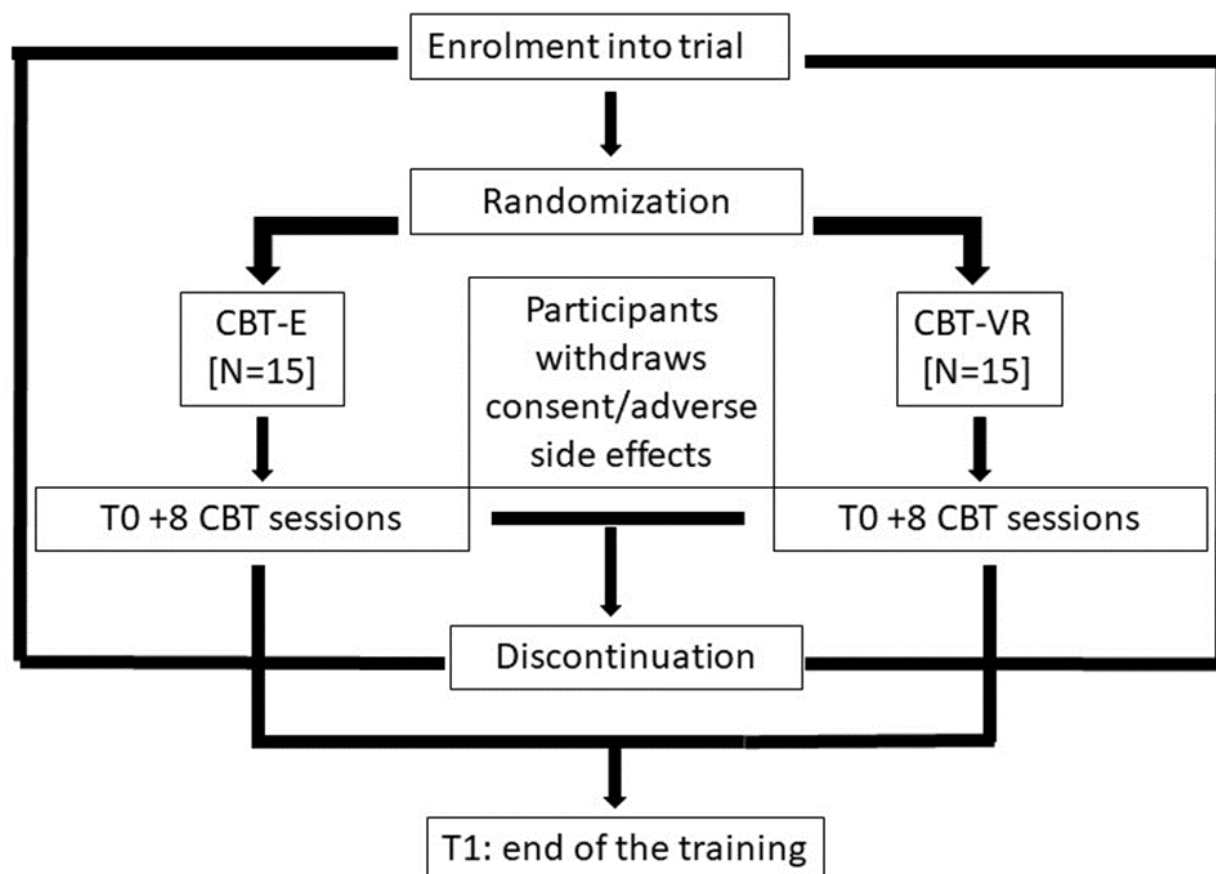 Enrolment into trial
Randomization
CBT-E
[N=15]
Participants
withdraws
consent/adverse
side effects
CBT-VR
[N=15]
T0 +8 CBT sessions
T0 +8 CBT sessions
Discontinuation
T1: end of the training